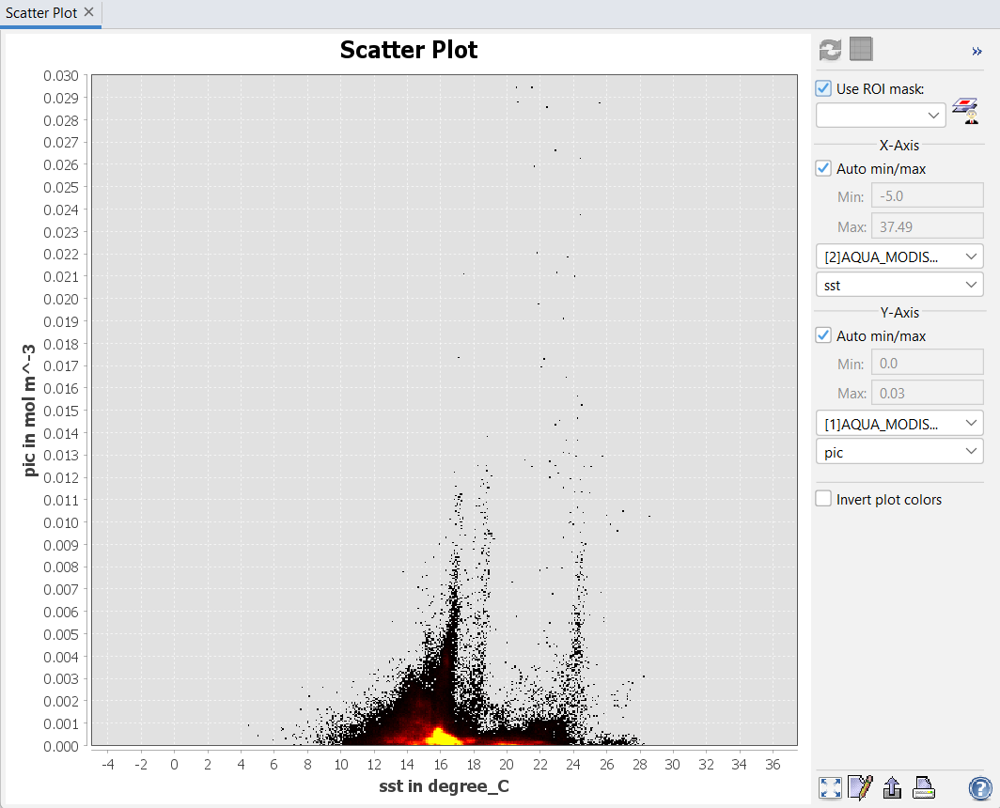 Scatter Plot
Scatter Plot
0.030
0.029
0.028
0.027
0.026
0.025
0.024
0.023
0.022
0.021
0.020
0.019
0.018
0.017
0.016
0.015
0.014
0.013
0.012
0.011
0.010
0.009
0.008
0.007
0.006
0.005
0.004
0.003
0.002
0.001
0.000
pic in mol m^-3
-4 -2 0 2 4 6 8 10 12 14 16 18 20 22 24 26 28 30 32 34 36
sst in degree_C
»
Use ROI mask:
X-Axis
Auto min/max
Min: -5.0
Max: 37.49
[2]AQUA_MODIS...
sst
Y-Axis
Auto min/max
Min: 0.0
Max: 0.03
[1]AQUA_MODIS...
pic
Invert plot colors
?